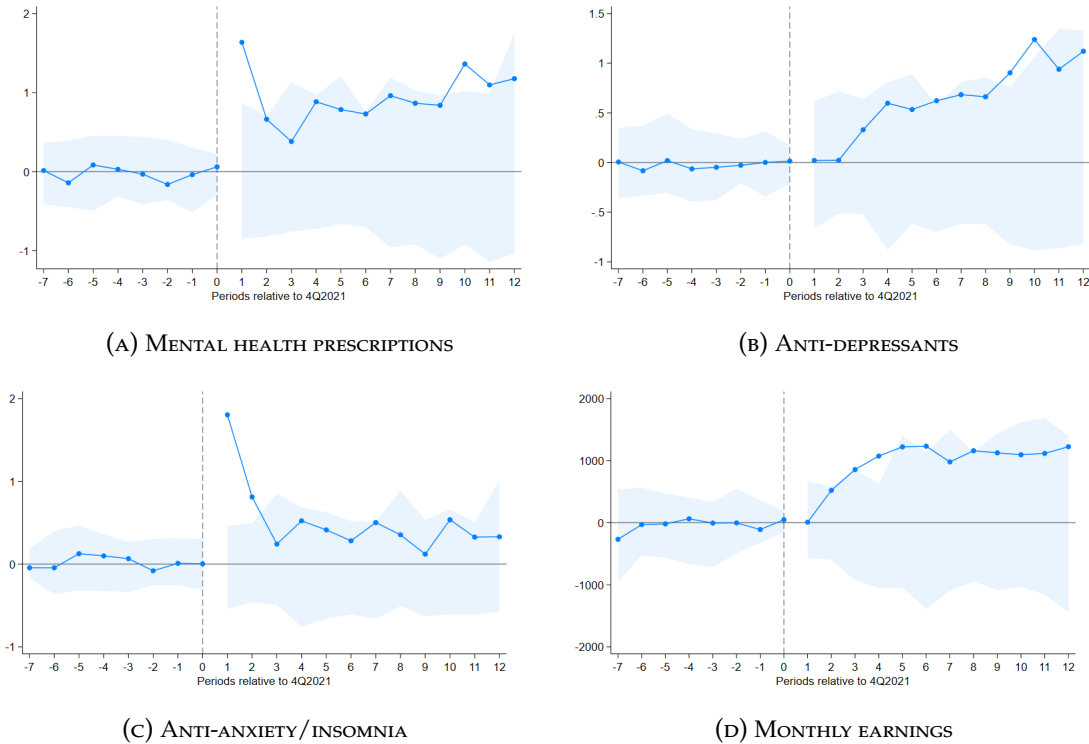 2
1
0
-1
-7 -6 -5 -4 -3 -2 -1 0 1 2 3 4 5 6 7 8 9 10 11 12
Periods relative to 4Q2021
(A) Mental health prescriptions
1.5
1
.5
0
-.5
-1
-7 -6 -5 -4 -3 -2 -1 0 1 2 3 4 5 6 7 8 9 10 11 12
Periods relative to 4Q2021
(B) Anti-depressants
2
1
0
-1
-7 -6 -5 -4 -3 -2 -1 0 1 2 3 4 5 6 7 8 9 10 11 12
Periods relative to 4Q2021
(C) Anti-anxiety/insomnia
2000
1000
0
-1000
-2000
-7 -6 -5 -4 -3 -2 -1 0 1 2 3 4 5 6 7 8 9 10 11 12
Periods relative to 4Q2021
(D) Monthly earnings